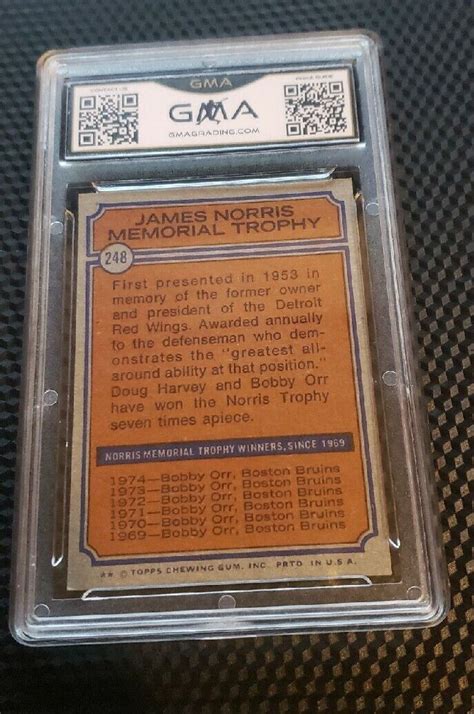 CONTACT US
GMA
GMA
GMAGRADING.COM
JAMES NORRIS
MEMORIAL TROPHY
248
First presented in 1953 in
memory of the former owner
and president of the Detroit
Red Wings. Awarded annually
to the defenseman who dem-
onstrates the "greatest all-
around ability at that position."
Doug Harvey and Bobby Orr
have won the Norris Trophy
seven times apiece.
NORRIS MEMORIAL TROPHY WINNERS, SINCE 1969
1974—Bobby Orr, Boston Bruins
1973—Bobby Orr, Boston Bruins
1972—Bobby Orr, Boston Bruins
1971—Bobby Orr, Boston Bruins
1970—Bobby Orr, Boston Bruins
1969—Bobby Orr, Boston Bruins
** © TOPPS CHEWING GUM, INC. PRTD. IN U.S.A.